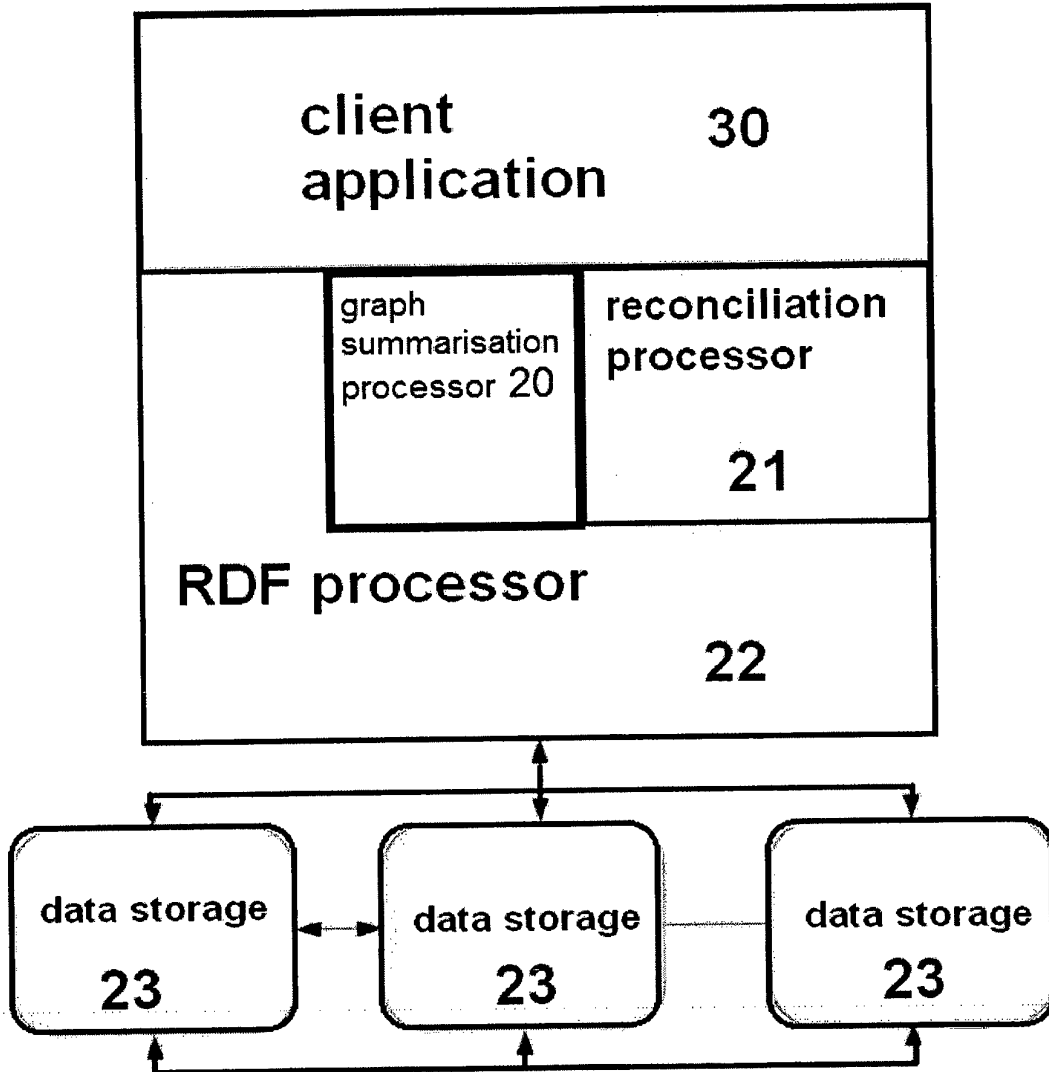 client
application
30
graph
summarisation
processor 20
reconciliation
processor
21
RDF processor
22
data storage
23
data storage
23
data storage
23